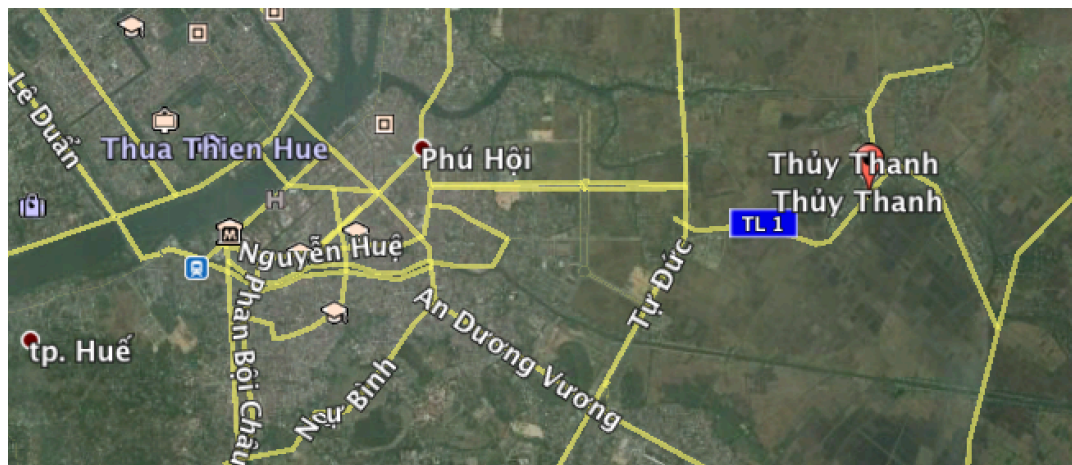 Lê Duẩn
Thua Thien Hue
Phú Hội
Thủy Thanh
Thủy Thanh
TL 1
H
M
Nguyễn Huệ
Phan Bội Châu
An Dương Vương
Tự Đức
tp. Huế
Ngự Bình